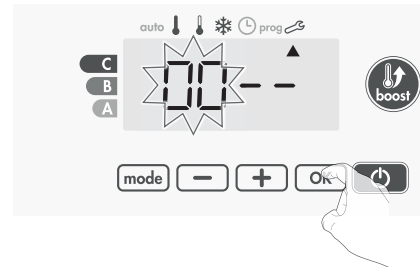 auto prog
C
B
A
00--
boost
mode - + OK